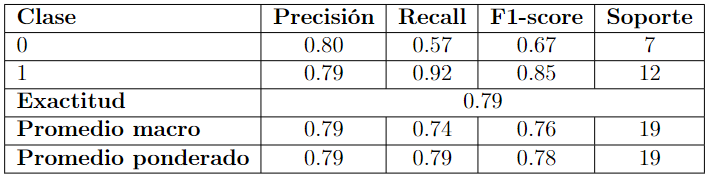 Clase Precisión Recall F1-score Soporte
0 0.80 0.57 0.67 7
1 0.79 0.92 0.85 12
Exactitud 0.79
Promedio macro 0.79 0.74 0.76 19
Promedio ponderado 0.79 0.79 0.78 19